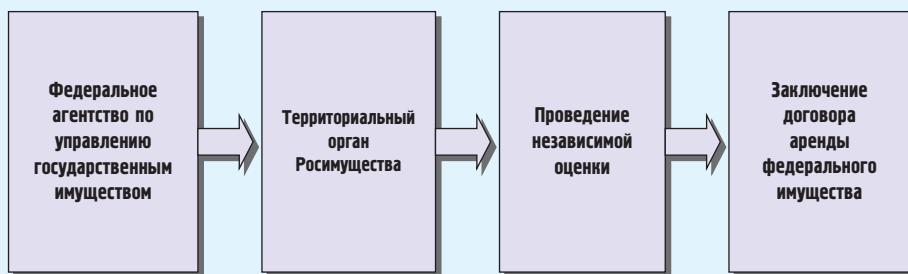 Федеральное
агентство по
управлению
государственным
имуществом
Территориальный
орган
Росимущества
Проведение
независимой
оценки
Заключение
договора
аренды
федерального
имущества